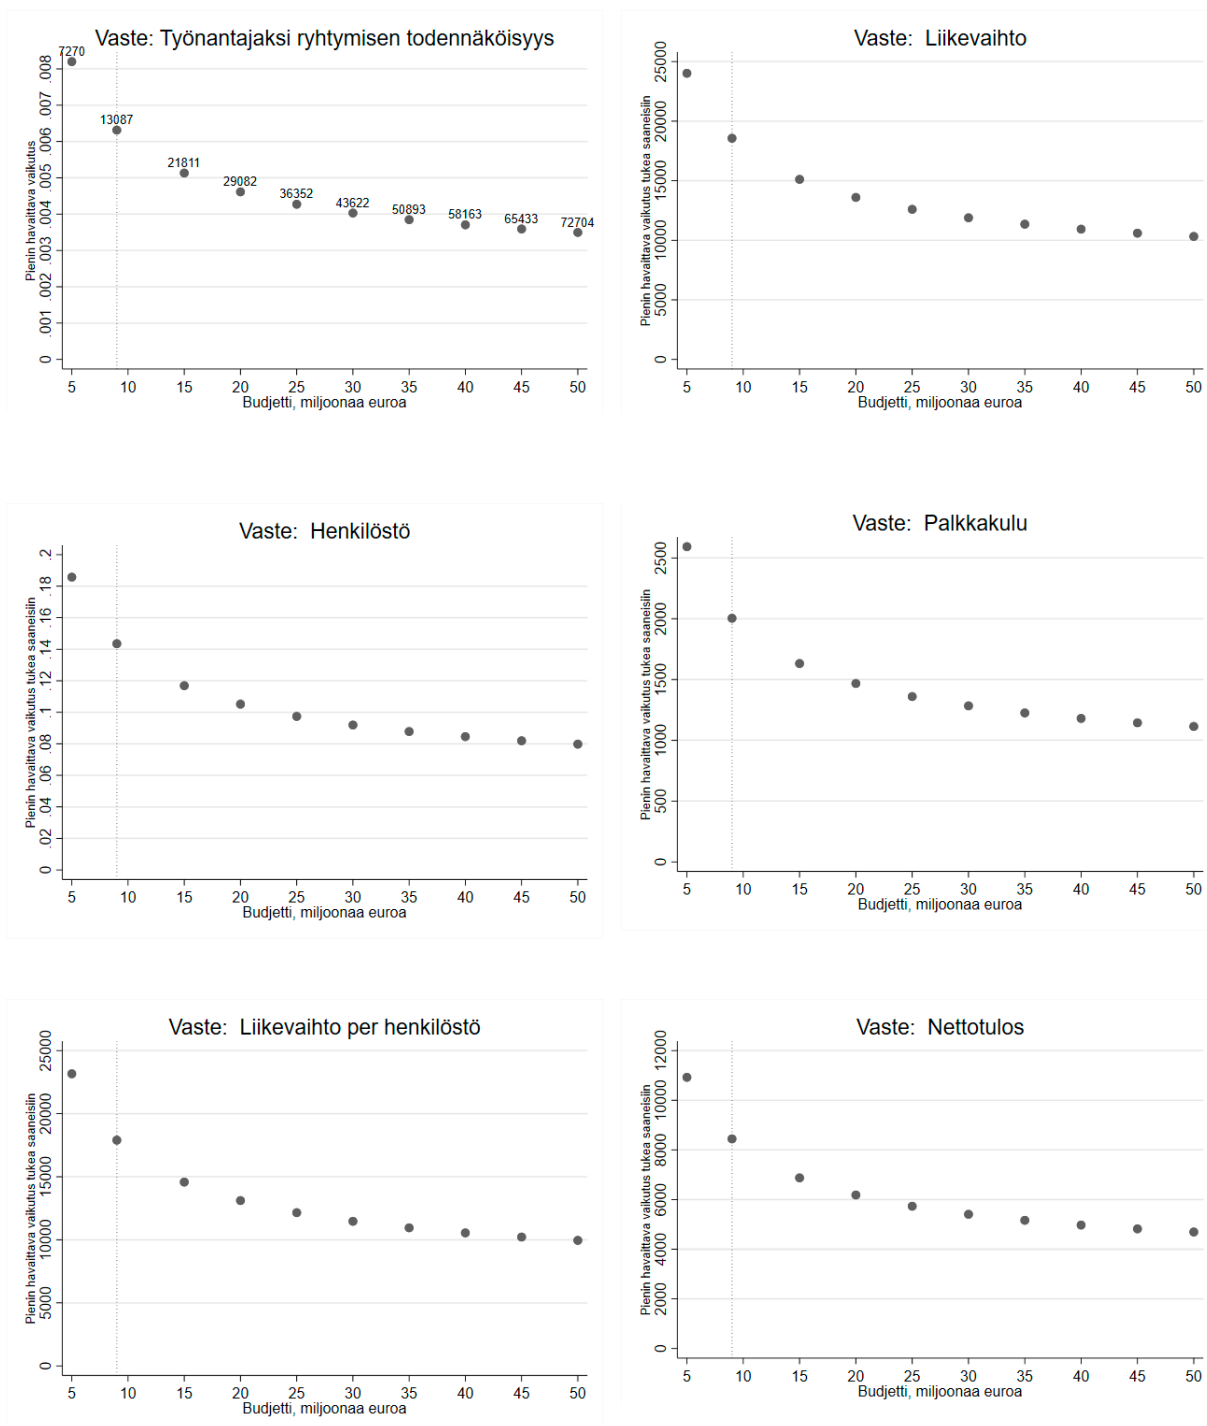 Vaste: Työnantajaksi ryhtymisen todennäköisyys
Pienin havaittava vaikutus
0 .001 .002 .003 .004 .005 .006 .007 .008
7270
13087
21811
29082
36352
43622
50893
58163
65433
72704
5 10 15 20 25 30 35 40 45 50
Budjetti, miljoonaa euroa
Vaste: Liikevaihto
Pienin havaittava vaikutus tukea saaneisiin
0 5000 10000 15000 20000 25000
5 10 15 20 25 30 35 40 45 50
Budjetti, miljoonaa euroa
Vaste: Henkilöstö
Pienin havaittava vaikutus tukea saaneisiin
0 .02 .04 .06 .08 .1 .12 .14 .16 .18 .2
5 10 15 20 25 30 35 40 45 50
Budjetti, miljoonaa euroa
Vaste: Palkkakulu
Pienin havaittava vaikutus tukea saaneisiin
0 500 1000 1500 2000 2500
5 10 15 20 25 30 35 40 45 50
Budjetti, miljoonaa euroa
Vaste: Liikevaihto per henkilöstö
Pienin havaittava vaikutus tukea saaneisiin
0 5000 10000 15000 20000 25000
5 10 15 20 25 30 35 40 45 50
Budjetti, miljoonaa euroa
Vaste: Nettotulos
Pienin havaittava vaikutus tukea saaneisiin
0 2000 4000 6000 8000 10000 12000
5 10 15 20 25 30 35 40 45 50
Budjetti, miljoonaa euroa